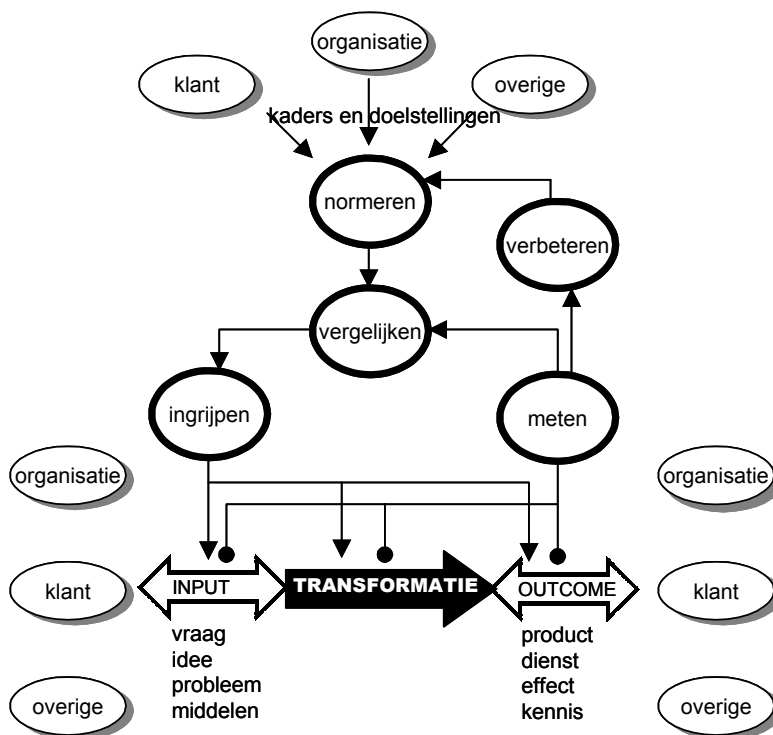 organisatie
klant
overige
kaders en doelstellingen
normeren
verbeteren
vergelijken
ingrijpen
meten
organisatie
organisatie
klant
INPUT
TRANSFORMATIE
OUTCOME
klant
vraag
idee
probleem
middelen
product
dienst
effect
kennis
overige
overige